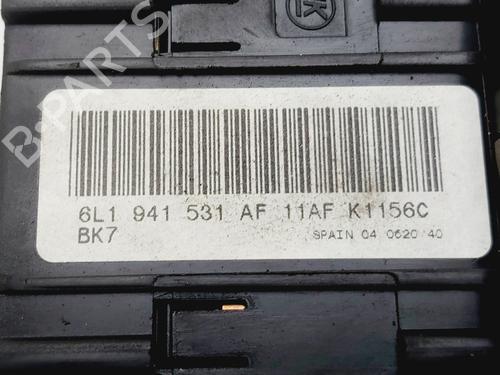 K
B-PARTS
6L1 941 531 AF 11AF K1156C
BK7
SPAIN 04 0620 40